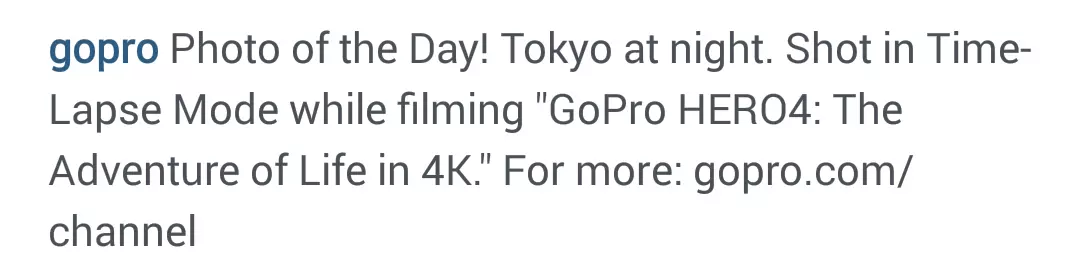 gopro Photo of the Day! Tokyo at night. Shot in Time-
Lapse Mode while filming "GoPro HERO4: The
Adventure of Life in 4K." For more: gopro.com/
channel